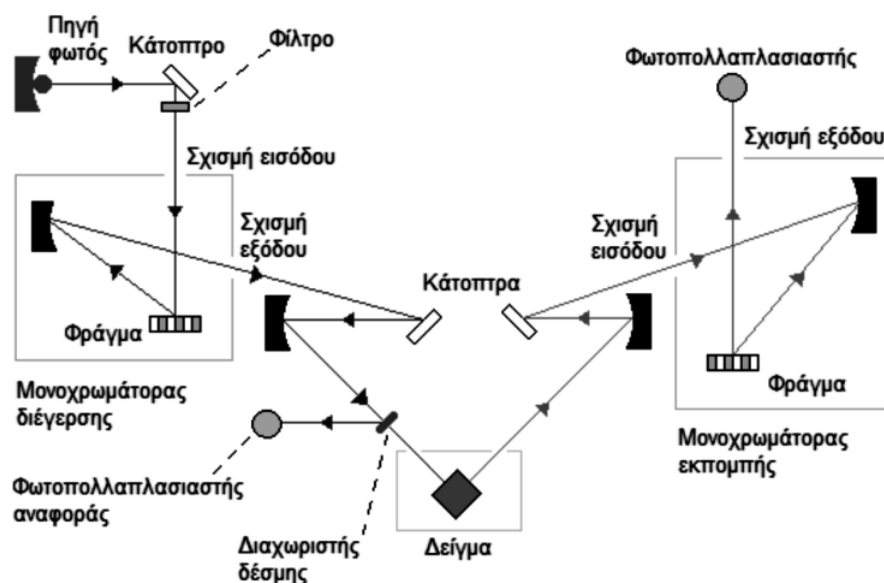 Πηγή
φωτός
Κάτοπτρο
Φίλτρο
Σχισμή εισόδου
Σχισμή
εξόδου
Φράγμα
Μονοχρωμάτορας
διέγερσης
Φωτοπολλαπλασιαστής
αναφοράς
Διαχωριστής
δέσμης
Δείγμα
Κάτοπτρα
Σχισμή
εισόδου
Φωτοπολλαπλασιαστής
Σχισμή εξόδου
Φράγμα
Μονοχρωμάτορας
εκπομπής